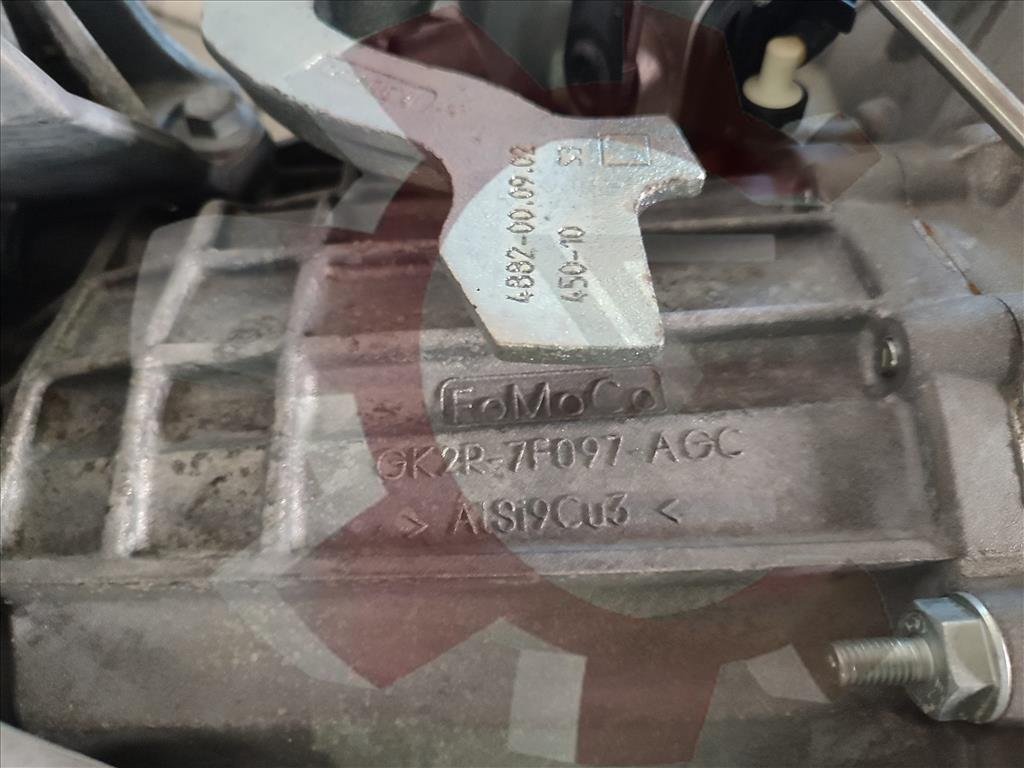 4882-00.09.02
450-10
FoMoCo
GK2R-7F097-AGC
> AlSi9Cu3 <